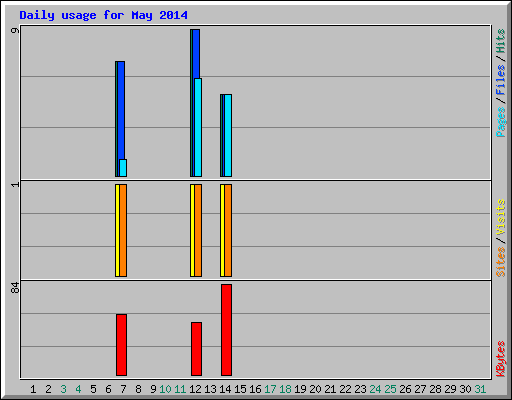 Daily usage for May 2014
9
Pages / Files / Hits
1
Sites / Visits
84
KBytes
1 2 3 4 5 6 7 8 9 10 11 12 13 14 15 16 17 18 19 20 21 22 23 24 25 26 27 28 29 30 31